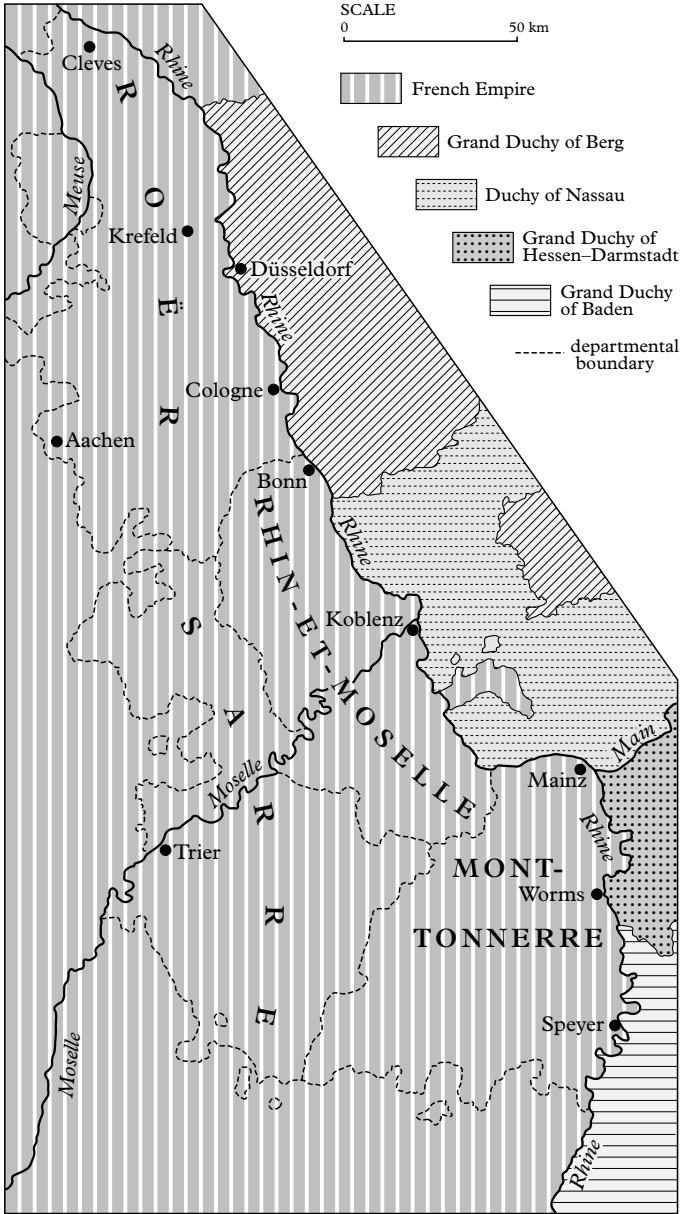 SCALE
0 50 km
French Empire
Grand Duchy of Berg
Duchy of Nassau
Grand Duchy of
Hessen–Darmstadt
Grand Duchy
of Baden
departmental
boundary
Cleves
Rhine
Meuse
ROËR
Krefeld
Düsseldorf
Rhine
Cologne
Aachen
Bonn
RHIN-ET-MOSELLE
Rhine
Koblenz
SARRE
Moselle
Main
Mainz
Rhine
Trier
MONT-
TONNERRE
Worms
Speyer
Moselle
Rhine